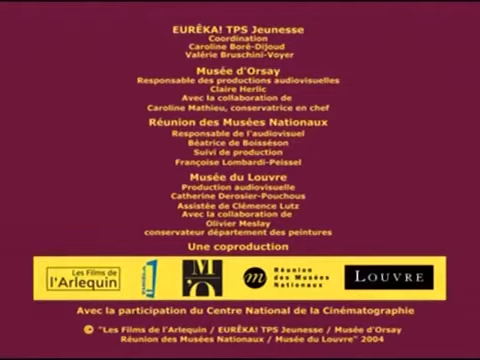 EURÊKA! TPS Jeunesse
Coordination
Caroline Boré-Dijoud
Valérie Bruschini-Voyer
Musée d'Orsay
Responsable des productions audiovisuelles
Claire Herlic
Avec la collaboration de
Caroline Mathieu, conservatrice en chef
Réunion des Musées Nationaux
Responsable de l'audiovisuel
Béatrice de Boisséson
Suivi de production
Françoise Lombardi-Peissel
Musée du Louvre
Production audiovisuelle
Catherine Derosier-Pouchous
Assistée de Clémence Lutz
Avec la collaboration de
Olivier Meslay
conservateur département des peintures
Une coproduction
Les Films de
l'Arlequin
EURÊKA!
M'O
m
Réunion
des Musées
Nationaux
LOUVRE
Avec la participation du Centre National de la Cinématographie
© "Les Films de l'Arlequin / EURÊKA! TPS Jeunesse / Musée d'Orsay
Réunion des Musées Nationaux / Musée du Louvre" 2004